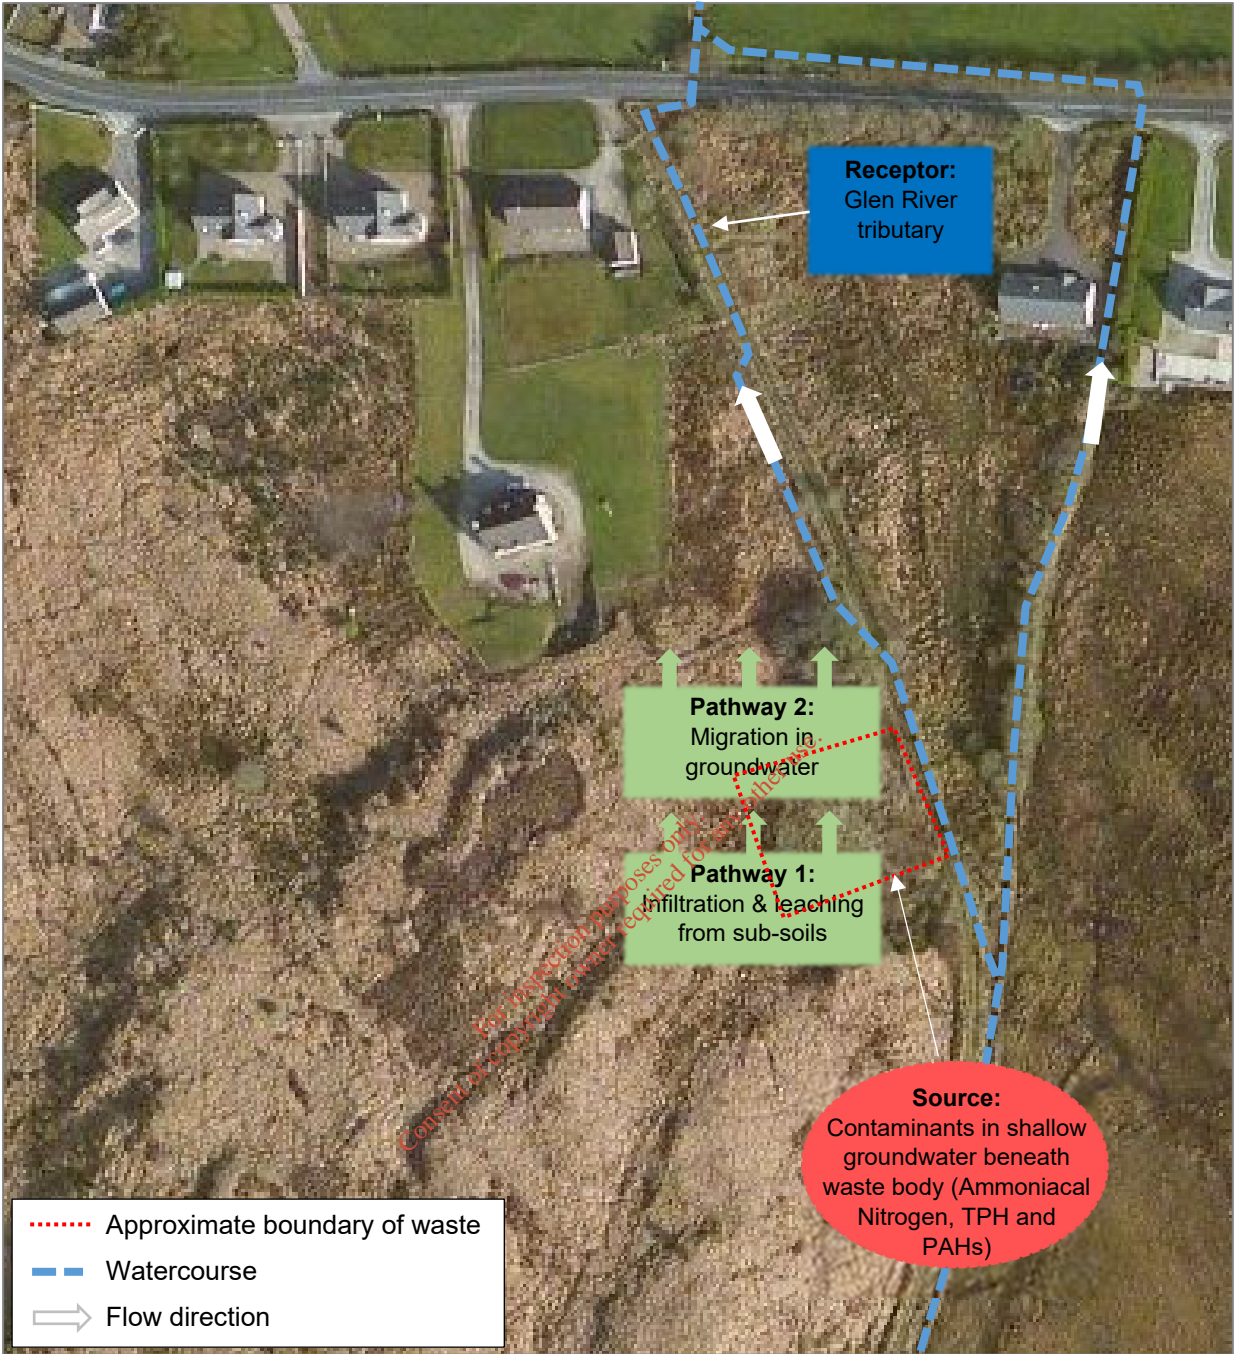 Receptor:
Glen River
tributary
Pathway 2:
Migration in
groundwater
Pathway 1:
Infiltration & leaching
from sub-soils
For inspection purposes only.
Consent of copyright owner required for any other use.
Source:
Contaminants in shallow
groundwater beneath
waste body (Ammoniacal
Nitrogen, TPH and
PAHs)
Approximate boundary of waste
Watercourse
Flow direction